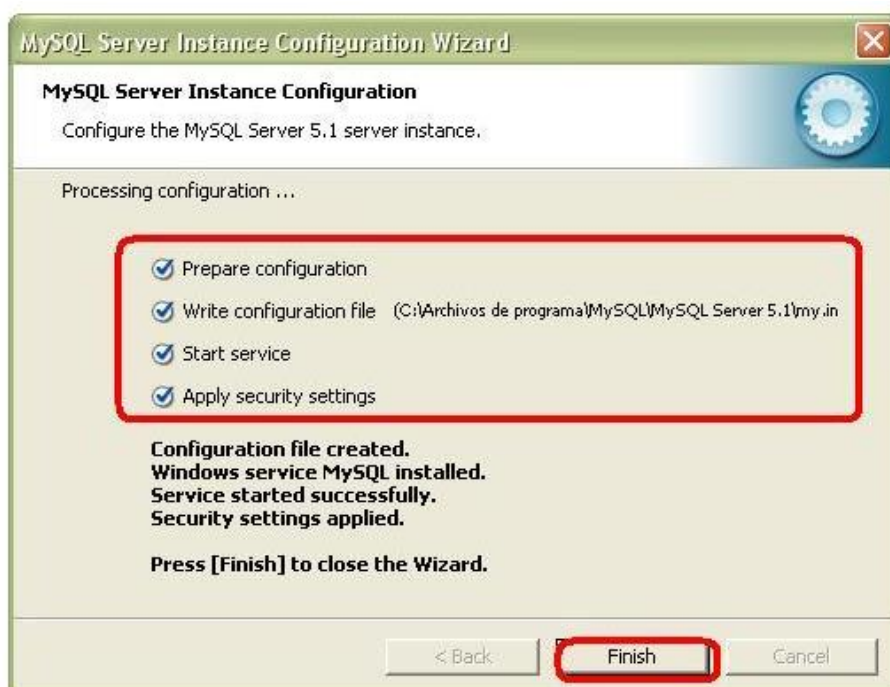 MySQL Server Instance Configuration Wizard
MySQL Server Instance Configuration
Configure the MySQL Server 5.1 server instance.
Processing configuration ...
Prepare configuration
Write configuration file (C:\Archivos de programa\MySQL\MySQL Server 5.1\my.in
Start service
Apply security settings
Configuration file created.
Windows service MySQL installed.
Service started successfully.
Security settings applied.
Press [Finish] to close the Wizard.
< Back Finish Cancel